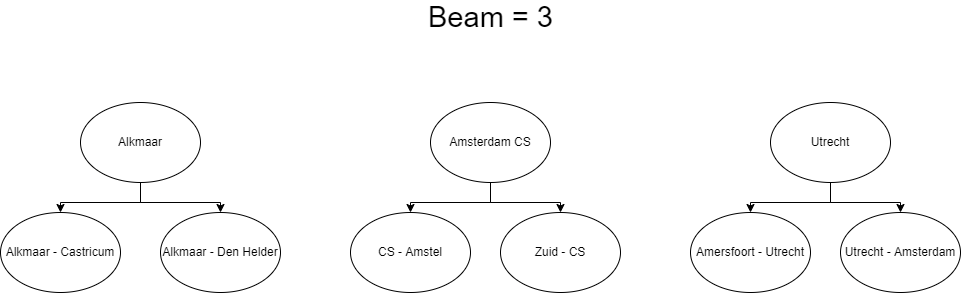 Beam = 3
Alkmaar
Amsterdam CS
Utrecht
Alkmaar - Castricum
Alkmaar - Den Helder
CS - Amstel
Zuid - CS
Amersfoort - Utrecht
Utrecht - Amsterdam